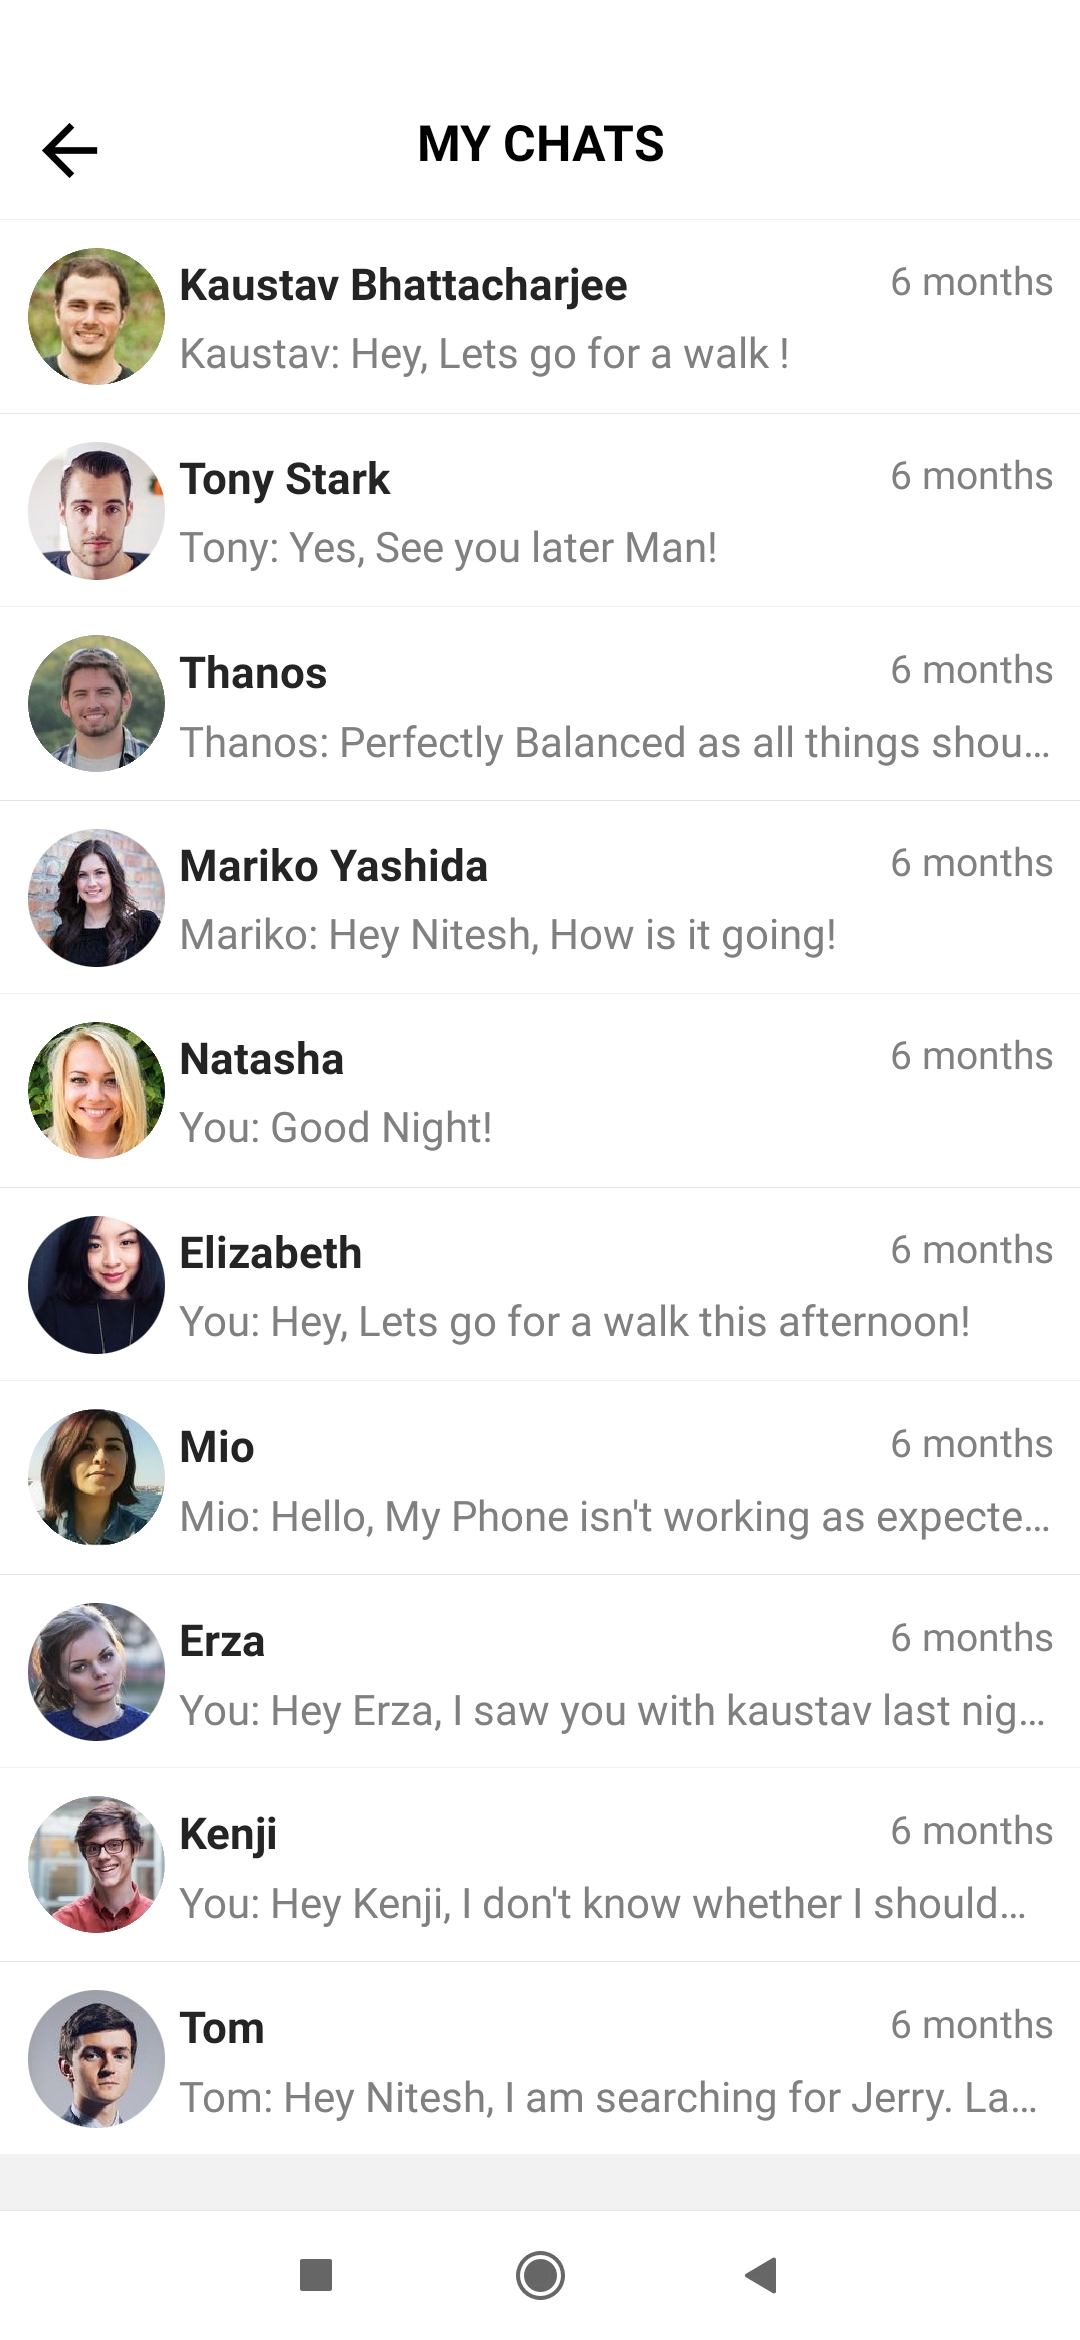 MY CHATS
Kaustav Bhattacharjee 6 months
Kaustav: Hey, Lets go for a walk !
Tony Stark 6 months
Tony: Yes, See you later Man!
Thanos 6 months
Thanos: Perfectly Balanced as all things shou...
Mariko Yashida 6 months
Mariko: Hey Nitesh, How is it going!
Natasha 6 months
You: Good Night!
Elizabeth 6 months
You: Hey, Lets go for a walk this afternoon!
Mio 6 months
Mio: Hello, My Phone isn't working as expecte...
Erza 6 months
You: Hey Erza, I saw you with kaustav last nig...
Kenji 6 months
You: Hey Kenji, I don't know whether I should...
Tom 6 months
Tom: Hey Nitesh, I am searching for Jerry. La...